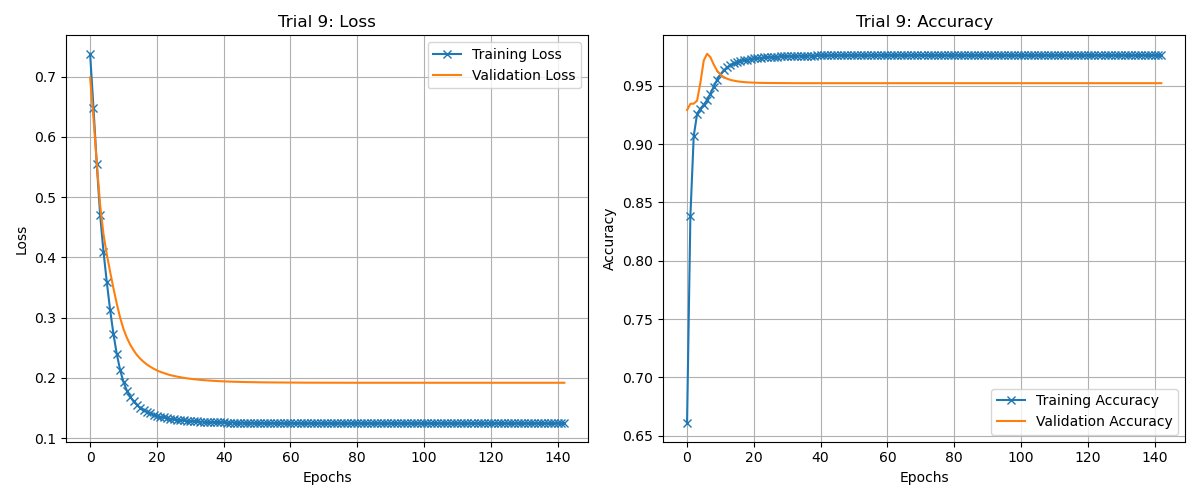 Trial 9: Loss
Training Loss
Validation Loss
0.7
0.6
0.5
0.4
0.3
0.2
0.1
Loss
0 20 40 60 80 100 120 140
Epochs
Trial 9: Accuracy
0.95
0.90
0.85
0.80
0.75
0.70
0.65
Accuracy
Training Accuracy
Validation Accuracy
0 20 40 60 80 100 120 140
Epochs